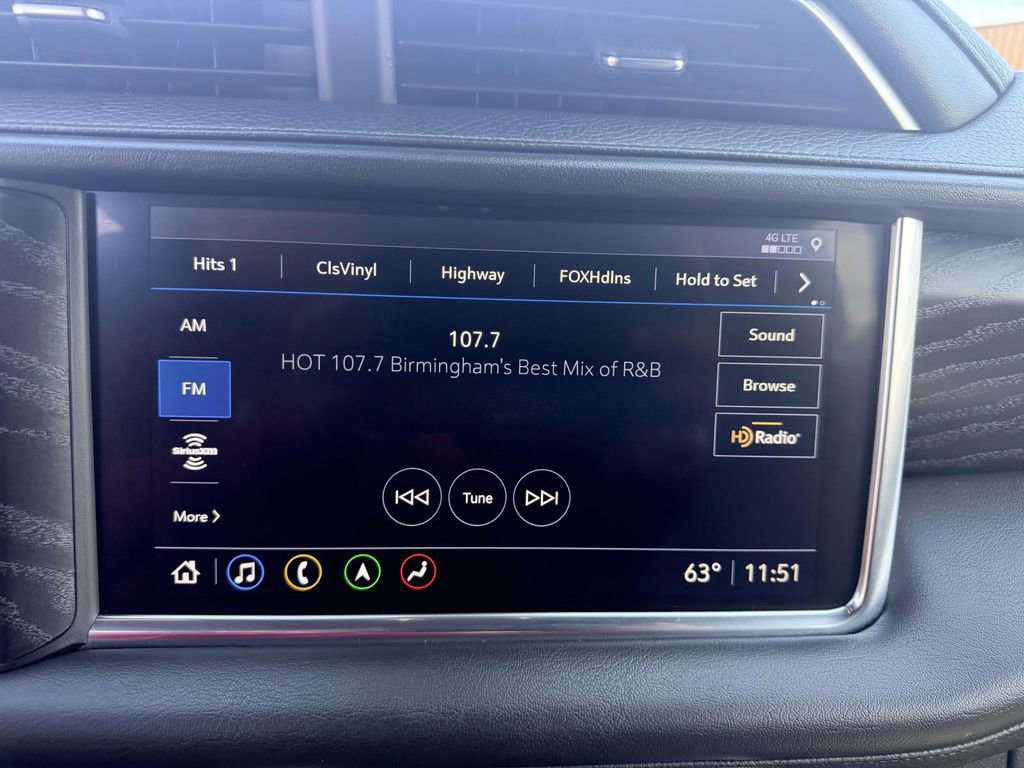 4G LTE
Hits 1
ClsVinyl
Highway
FOXHdlns
Hold to Set
AM
FM
SiriusXM
More
107.7
HOT 107.7 Birmingham's Best Mix of R&B
Tune
Sound
Browse
HD Radio
63° 11:51